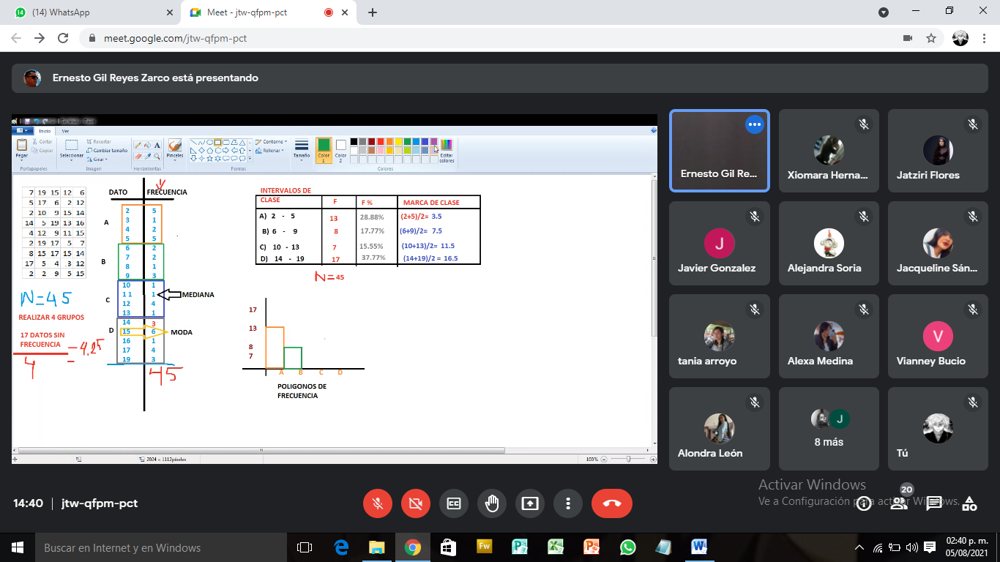 (14) WhatsApp
Meet - jtw-qfpm-pct
meet.google.com/jtw-qfpm-pct
Ernesto Gil Reyes Zarco está presentando
Inicio
Ver
Pegar
Cortar
Copiar
Portapapeles
Seleccionar
Recortar
Cambiar tamaño
Girar
Imagen
Herramientas
Pinceles
Formas
Contorno
Rellenar
Tamaño
Color 1
Color 2
Editar colores
Colores
7 19 15 12 6
5 17 6 2 12
2 10 9 15 14
14 5 19 13 16
4 12 9 11 15
2 19 17 5 7
8 15 17 15 14
17 5 4 3 12
2 2 9 5 15
N=45
REALIZAR 4 GRUPOS
17 DATOS SIN
FRECUENCIA
4
= 4.25
DATO FRECUENCIA
A
2 5
3 1
4 2
5 5
B
6 2
7 2
8 1
9 3
C
10 1
11 1 MEDIANA
12 4
13 1
D
14 3
15 6 MODA
16 1
17 4
19 3
45
INTERVALOS DE
CLASE F F % MARCA DE CLASE
A) 2 - 5 13 28.88% (2+5)/2= 3.5
B) 6 - 9 8 17.77% (6+9)/2= 7.5
C) 10 - 13 7 15.55% (10+13)/2= 11.5
D) 14 - 19 17 37.77% (14+19)/2 = 16.5
N=45
17
13
8
7
A B C D
POLIGONOS DE
FRECUENCIA
2024 × 1112píxeles
100%
Ernesto Gil Re...
Xiomara Herna...
Jatziri Flores
J
Javier Gonzalez
Alejandra Soria
Jacqueline Sán...
tania arroyo
Alexa Medina
V
Vianney Bucio
Alondra León
J
8 más
Tú
14:40 | jtw-qfpm-pct
20
Activar Windows
Ve a Configuración para activar Windows.
Buscar en Internet y en Windows
02:40 p. m.
05/08/2021